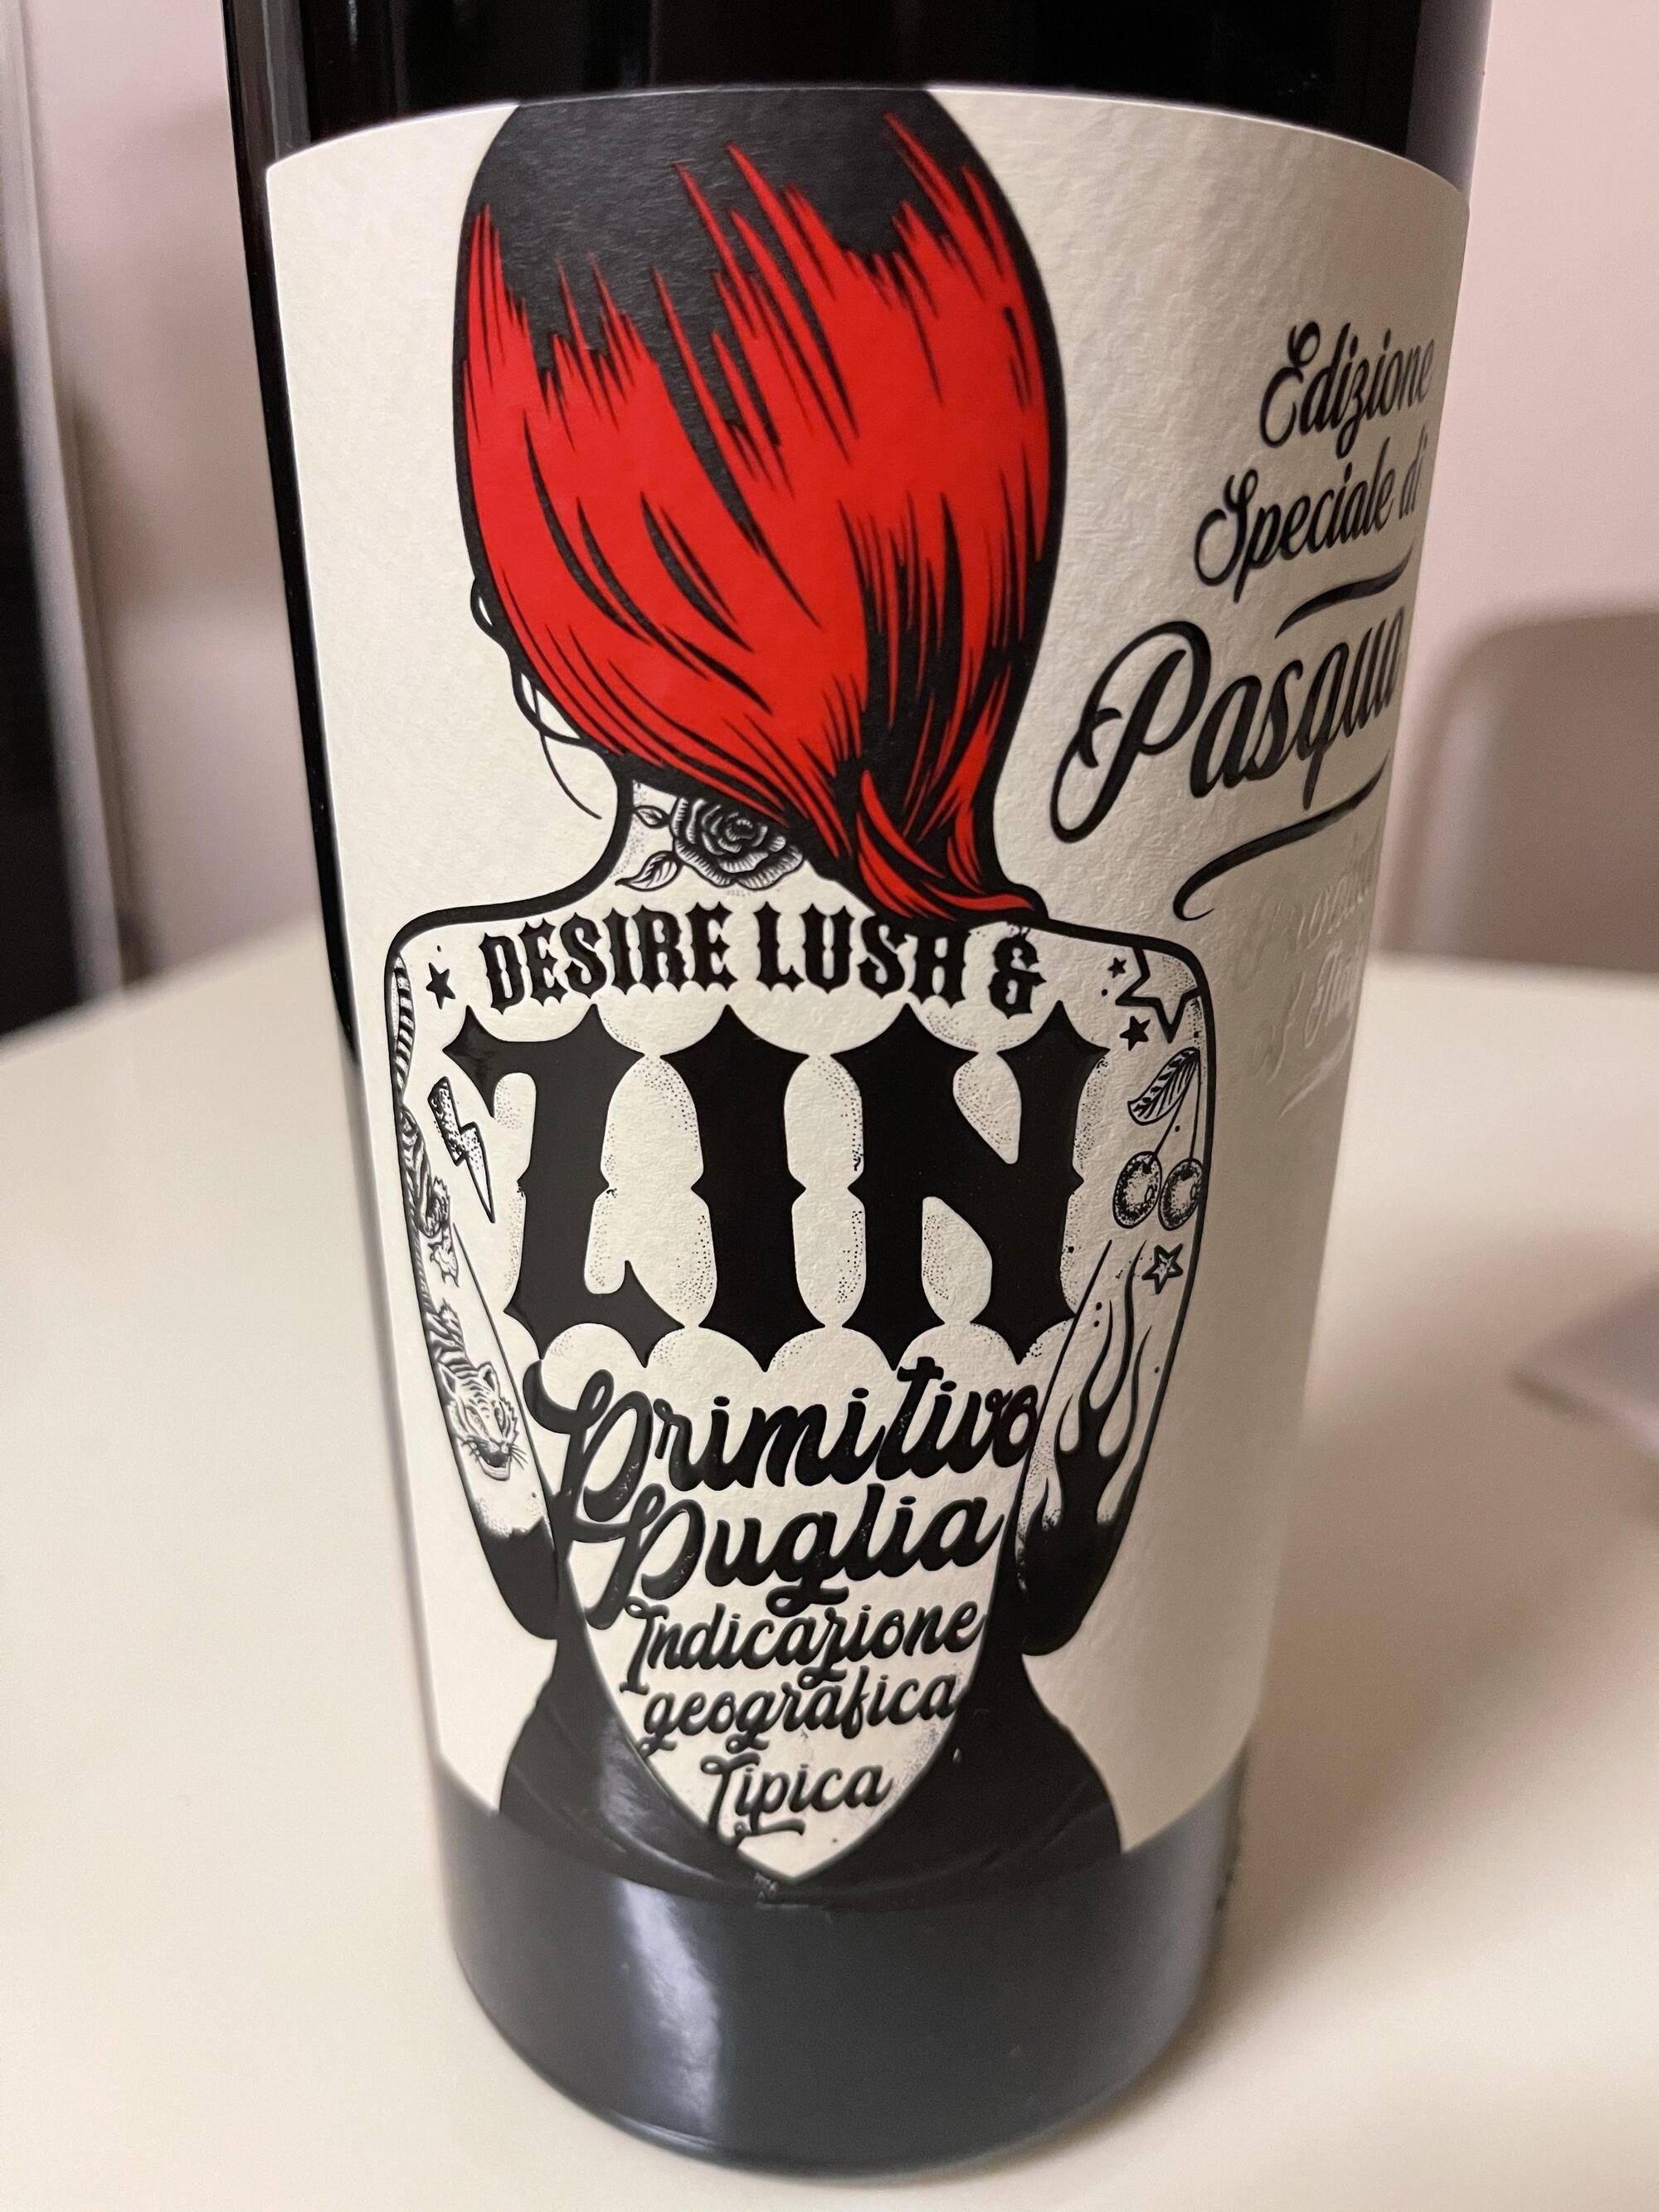 DESIRE LUSH &
ZIN
Primitivo
Puglia
Indicazione
geografica
Tipica
Edizione
Speciale di
Pasqua